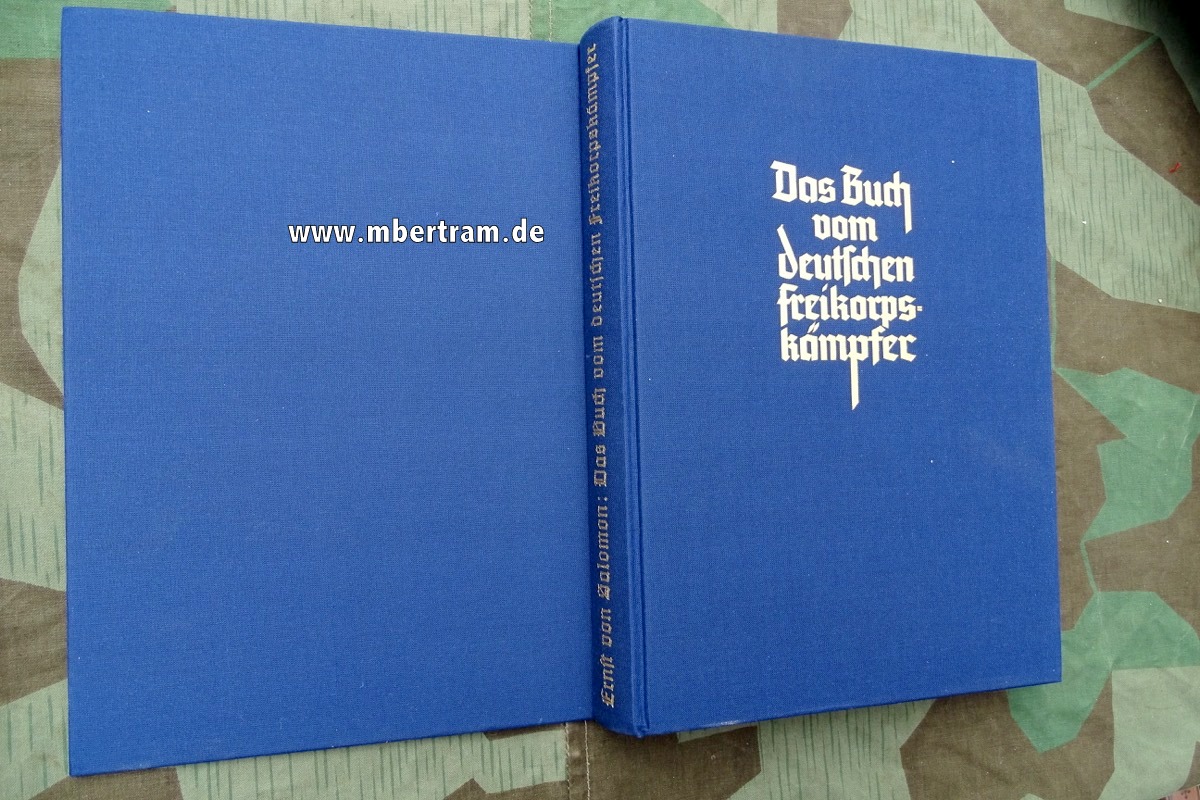 www.mbertram.de
Ernst von Salomon: Das Buch vom deutschen Freikorpskämpfer
Das Buch
vom
deutschen
Freikorps-
kämpfer